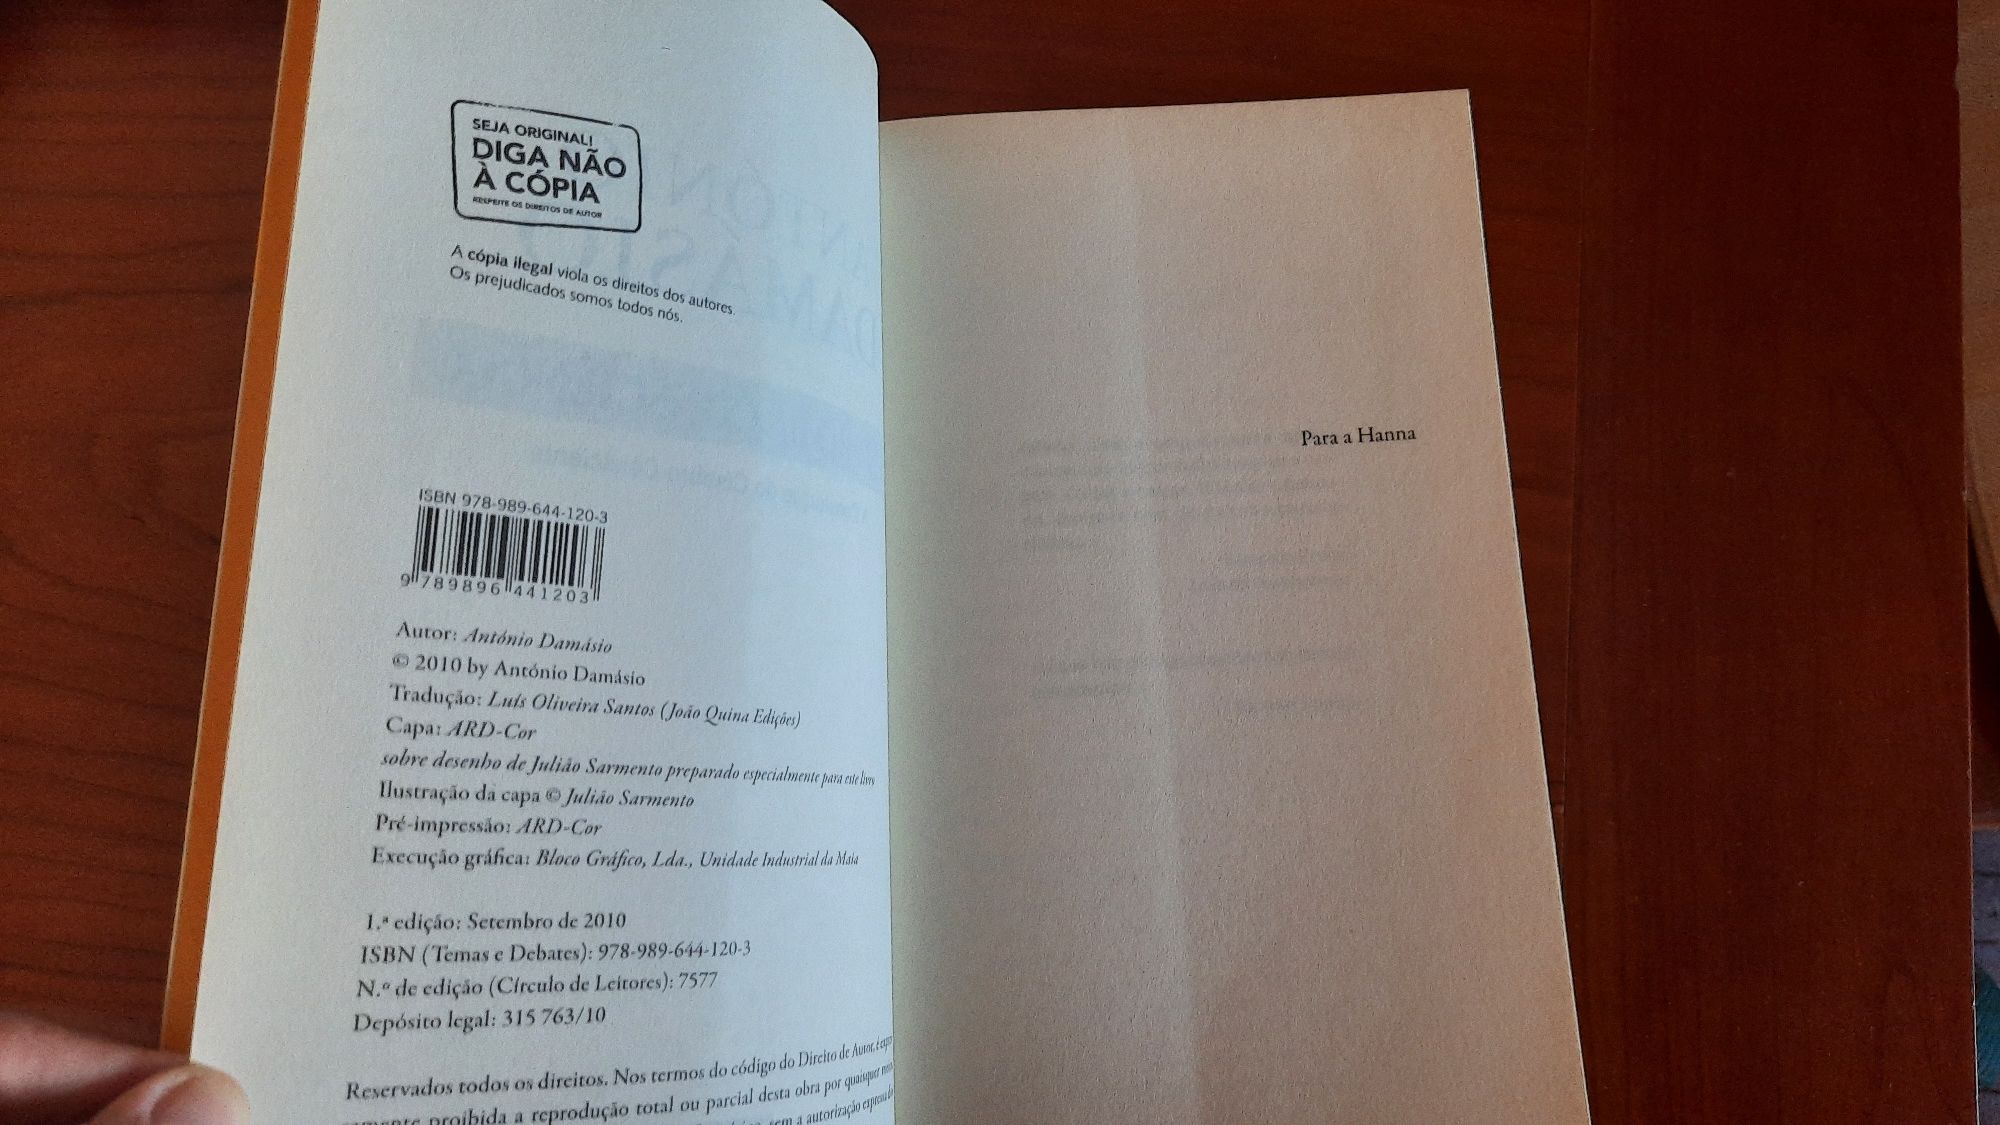 SEJA ORIGINAL!
DIGA NÃO
À CÓPIA
RESPEITE OS DIREITOS DE AUTOR
A cópia ilegal viola os direitos dos autores.
Os prejudicados somos todos nós.
ISBN 978-989-644-120-3
9 789896 441203
Autor: António Damásio
© 2010 by António Damásio
Tradução: Luís Oliveira Santos (João Quina Edições)
Capa: ARD-Cor
sobre desenho de Julião Sarmento preparado especialmente para este livro
Ilustração da capa © Julião Sarmento
Pré-impressão: ARD-Cor
Execução gráfica: Bloco Gráfico, Lda., Unidade Industrial da Maia
1.ª edição: Setembro de 2010
ISBN (Temas e Debates): 978-989-644-120-3
N.º de edição (Círculo de Leitores): 7577
Depósito legal: 315 763/10
Reservados todos os direitos. Nos termos do código do Direito de Autor, é
proibida a reprodução total ou parcial desta obra por quaisquer
sem a autorização expressa
Para a Hanna